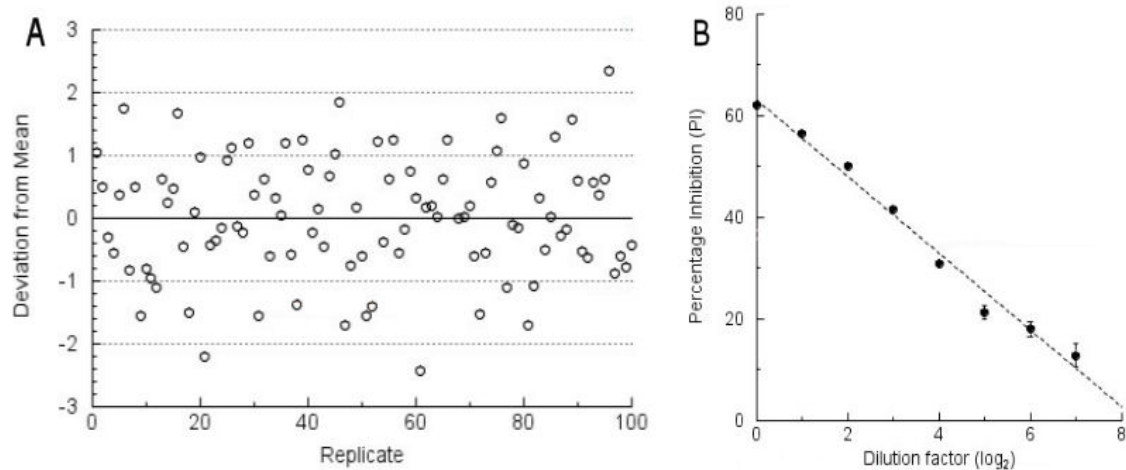 A
Deviation from Mean
3
2
1
0
-1
-2
-3
0 20 40 60 80 100
Replicate
B
Percentage Inhibition (PI)
80
60
40
20
0
0 2 4 6 8
Dilution factor (log₂)